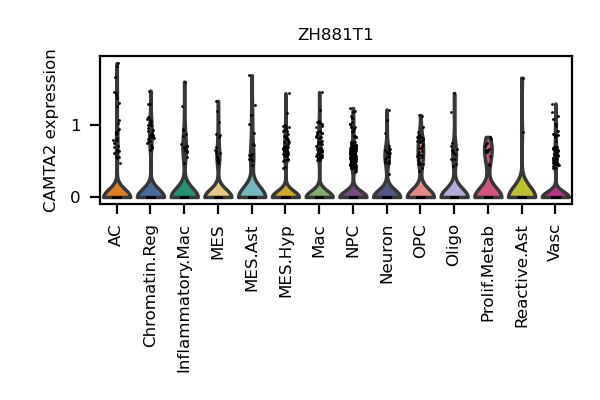 ZH881T1
CAMTA2 expression
1
0
AC
Chromatin.Reg
Inflammatory.Mac
MES
MES.Ast
MES.Hyp
Mac
NPC
Neuron
OPC
Oligo
Prolif.Metab
Reactive.Ast
Vasc